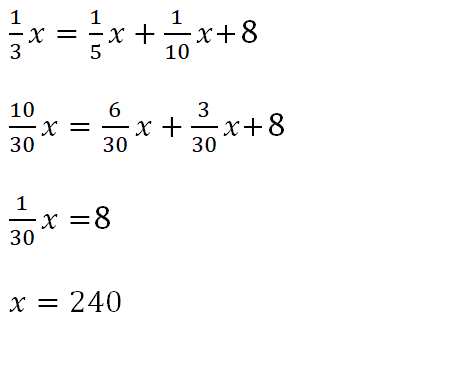 1/3 x = 1/5 x + 1/10 x+8
10/30 x = 6/30 x + 3/30 x+8
1/30 x =8
x = 240